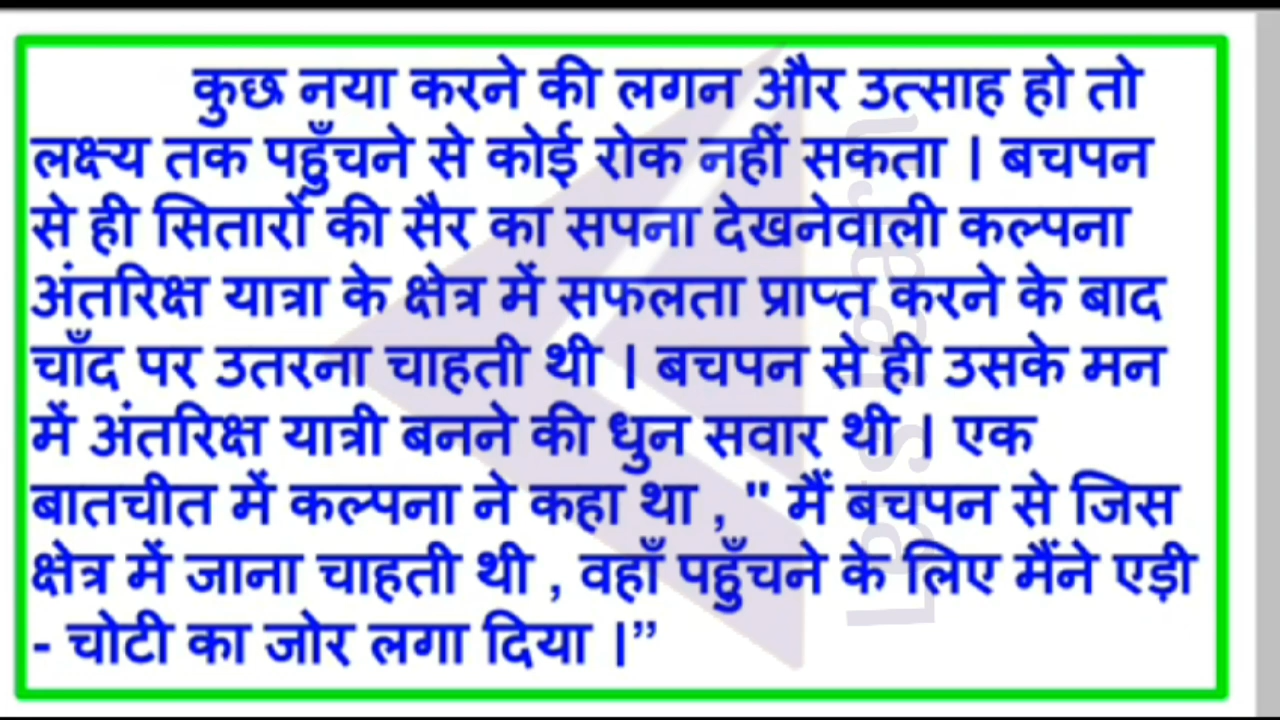 कुछ नया करने की लगन और उत्साह हो तो
लक्ष्य तक पहुँचने से कोई रोक नहीं सकता । बचपन
से ही सितारों की सैर का सपना देखनेवाली कल्पना
अंतरिक्ष यात्रा के क्षेत्र में सफलता प्राप्त करने के बाद
चाँद पर उतरना चाहती थी । बचपन से ही उसके मन
में अंतरिक्ष यात्री बनने की धुन सवार थी । एक
बातचीत में कल्पना ने कहा था , " मैं बचपन से जिस
क्षेत्र में जाना चाहती थी , वहाँ पहुँचने के लिए मैंने एड़ी
- चोटी का जोर लगा दिया ।”